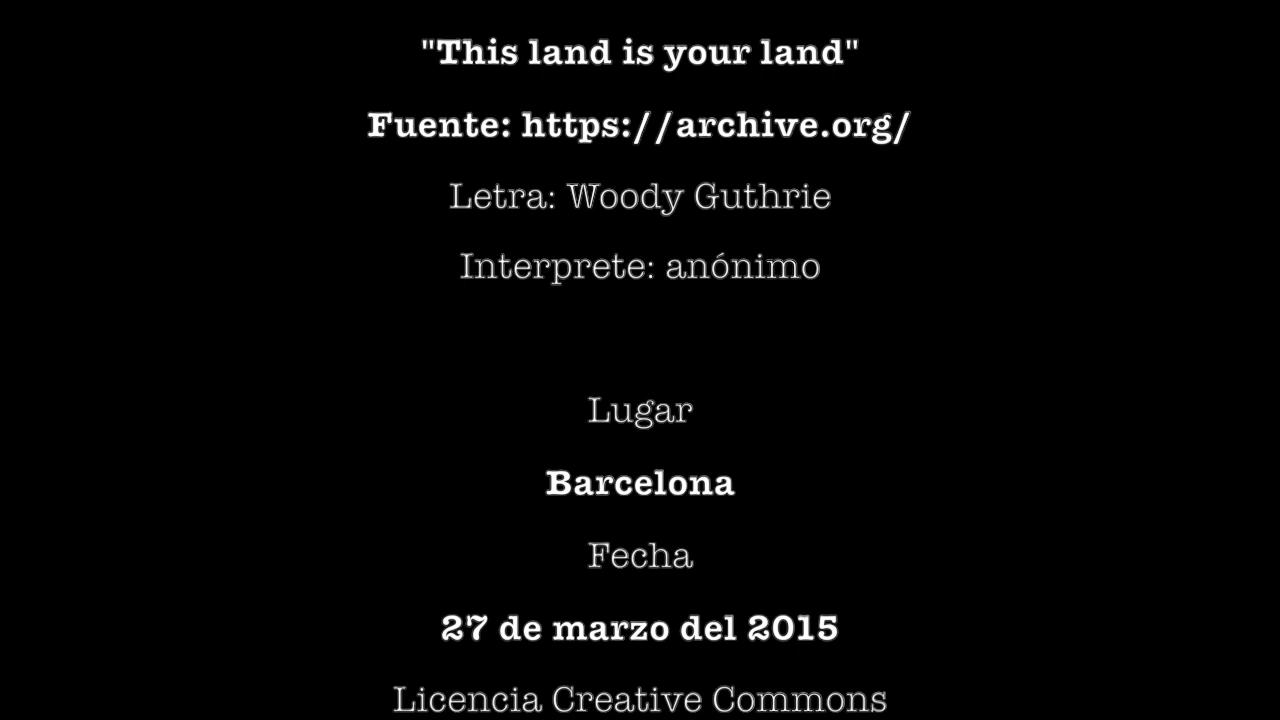 "This land is your land"
Fuente: https://archive.org/
Letra: Woody Guthrie
Interprete: anónimo
Lugar
Barcelona
Fecha
27 de marzo del 2015
Licencia Creative Commons